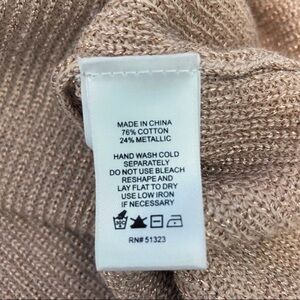 MADE IN CHINA
76% COTTON
24% METALLIC
HAND WASH COLD
SEPARATELY
DO NOT USE BLEACH
RESHAPE AND
LAY FLAT TO DRY
USE LOW IRON
IF NECESSARY
RN# 51323